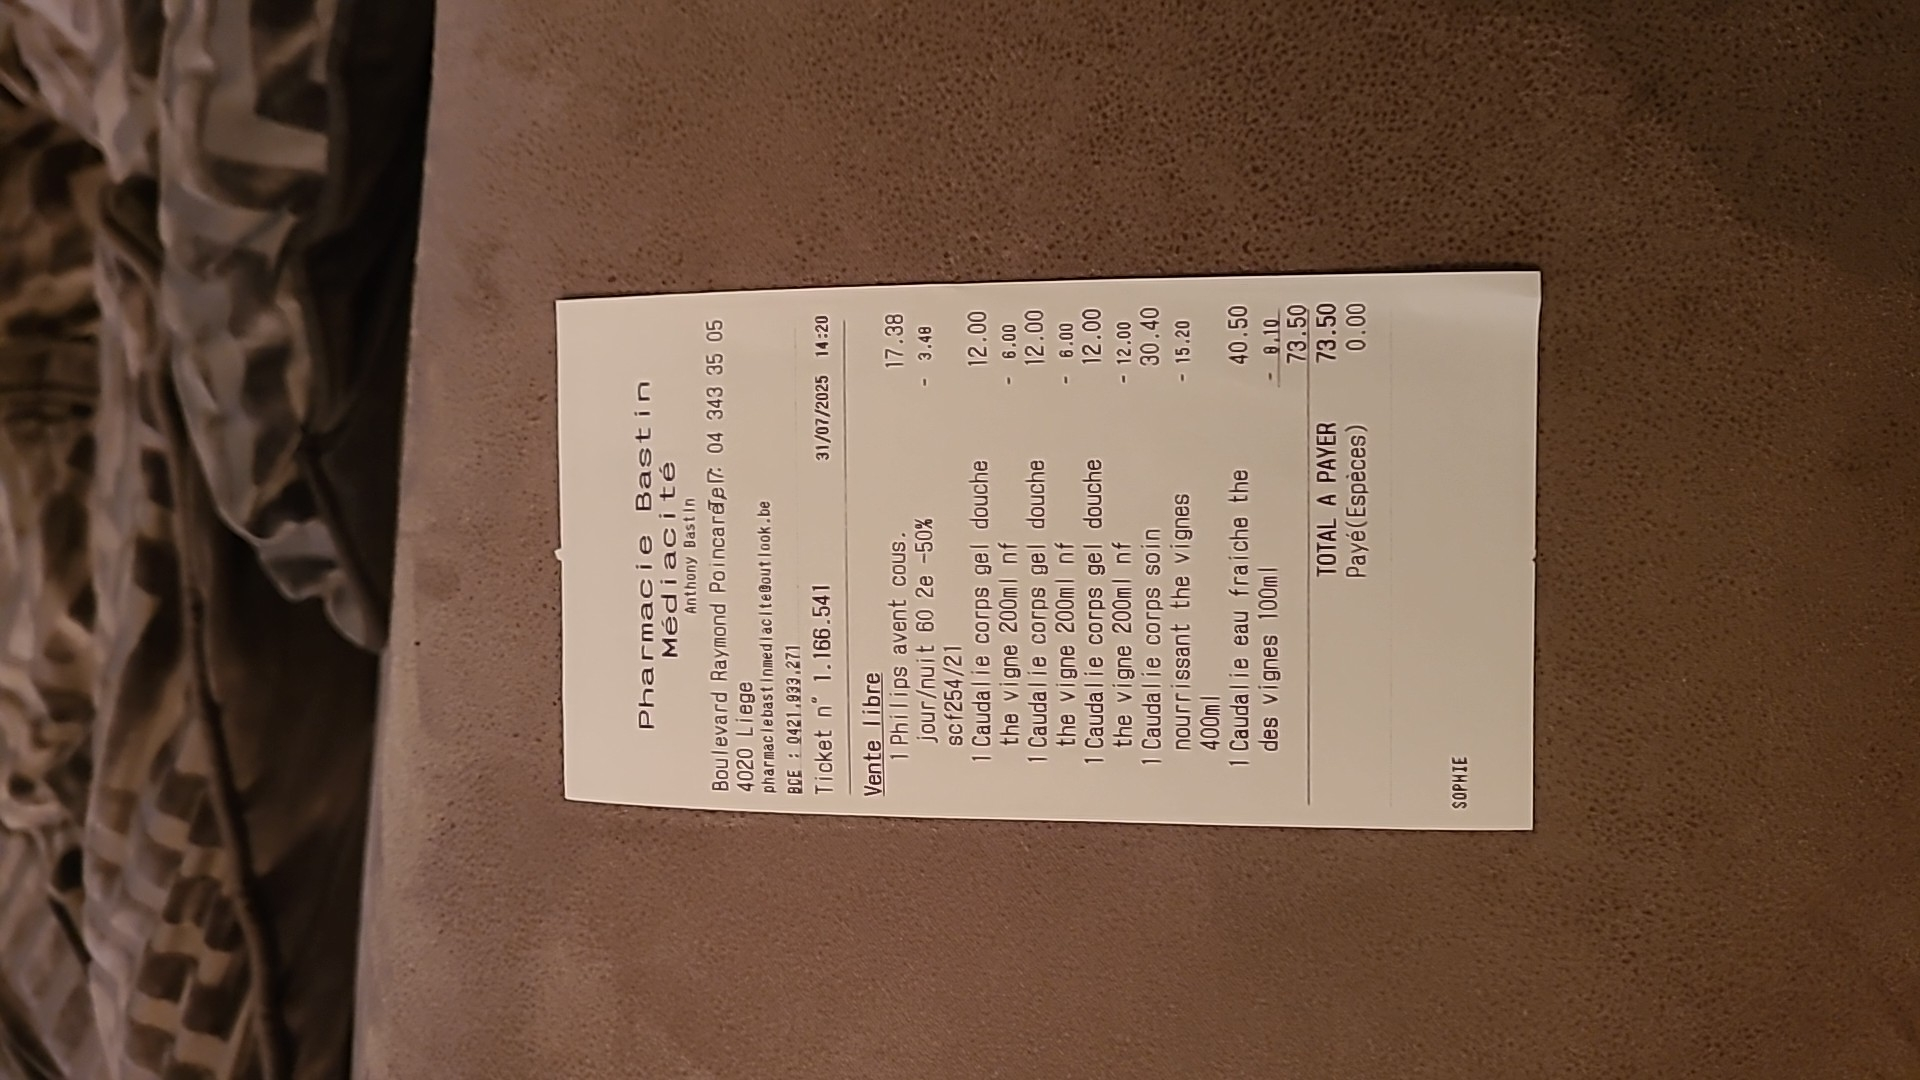 Pharmacie Bastin
Médiacité
Anthony Bastin
Boulevard Raymond Poincaré 7 Tel : 04 343 35 05
4020 Liege
pharmaciebastinmediacite@outlook.be
BCE : 0421.933.271
Ticket n° 1.166.541 31/07/2025 14:20
Vente libre
1 Philips avent cous. 17.38
jour/nuit 60 2e -50% - 3.48
scf254/21
1 Caudalie corps gel douche 12.00
the vigne 200ml nf - 6.00
1 Caudalie corps gel douche 12.00
the vigne 200ml nf - 6.00
1 Caudalie corps gel douche 12.00
the vigne 200ml nf - 12.00
1 Caudalie corps soin 30.40
nourrissant the vignes - 15.20
400ml
1 Caudalie eau fraiche the 40.50
des vignes 100ml - 8.10
73.50
TOTAL A PAYER 73.50
Payé(Espèces) 0.00
SOPHIE